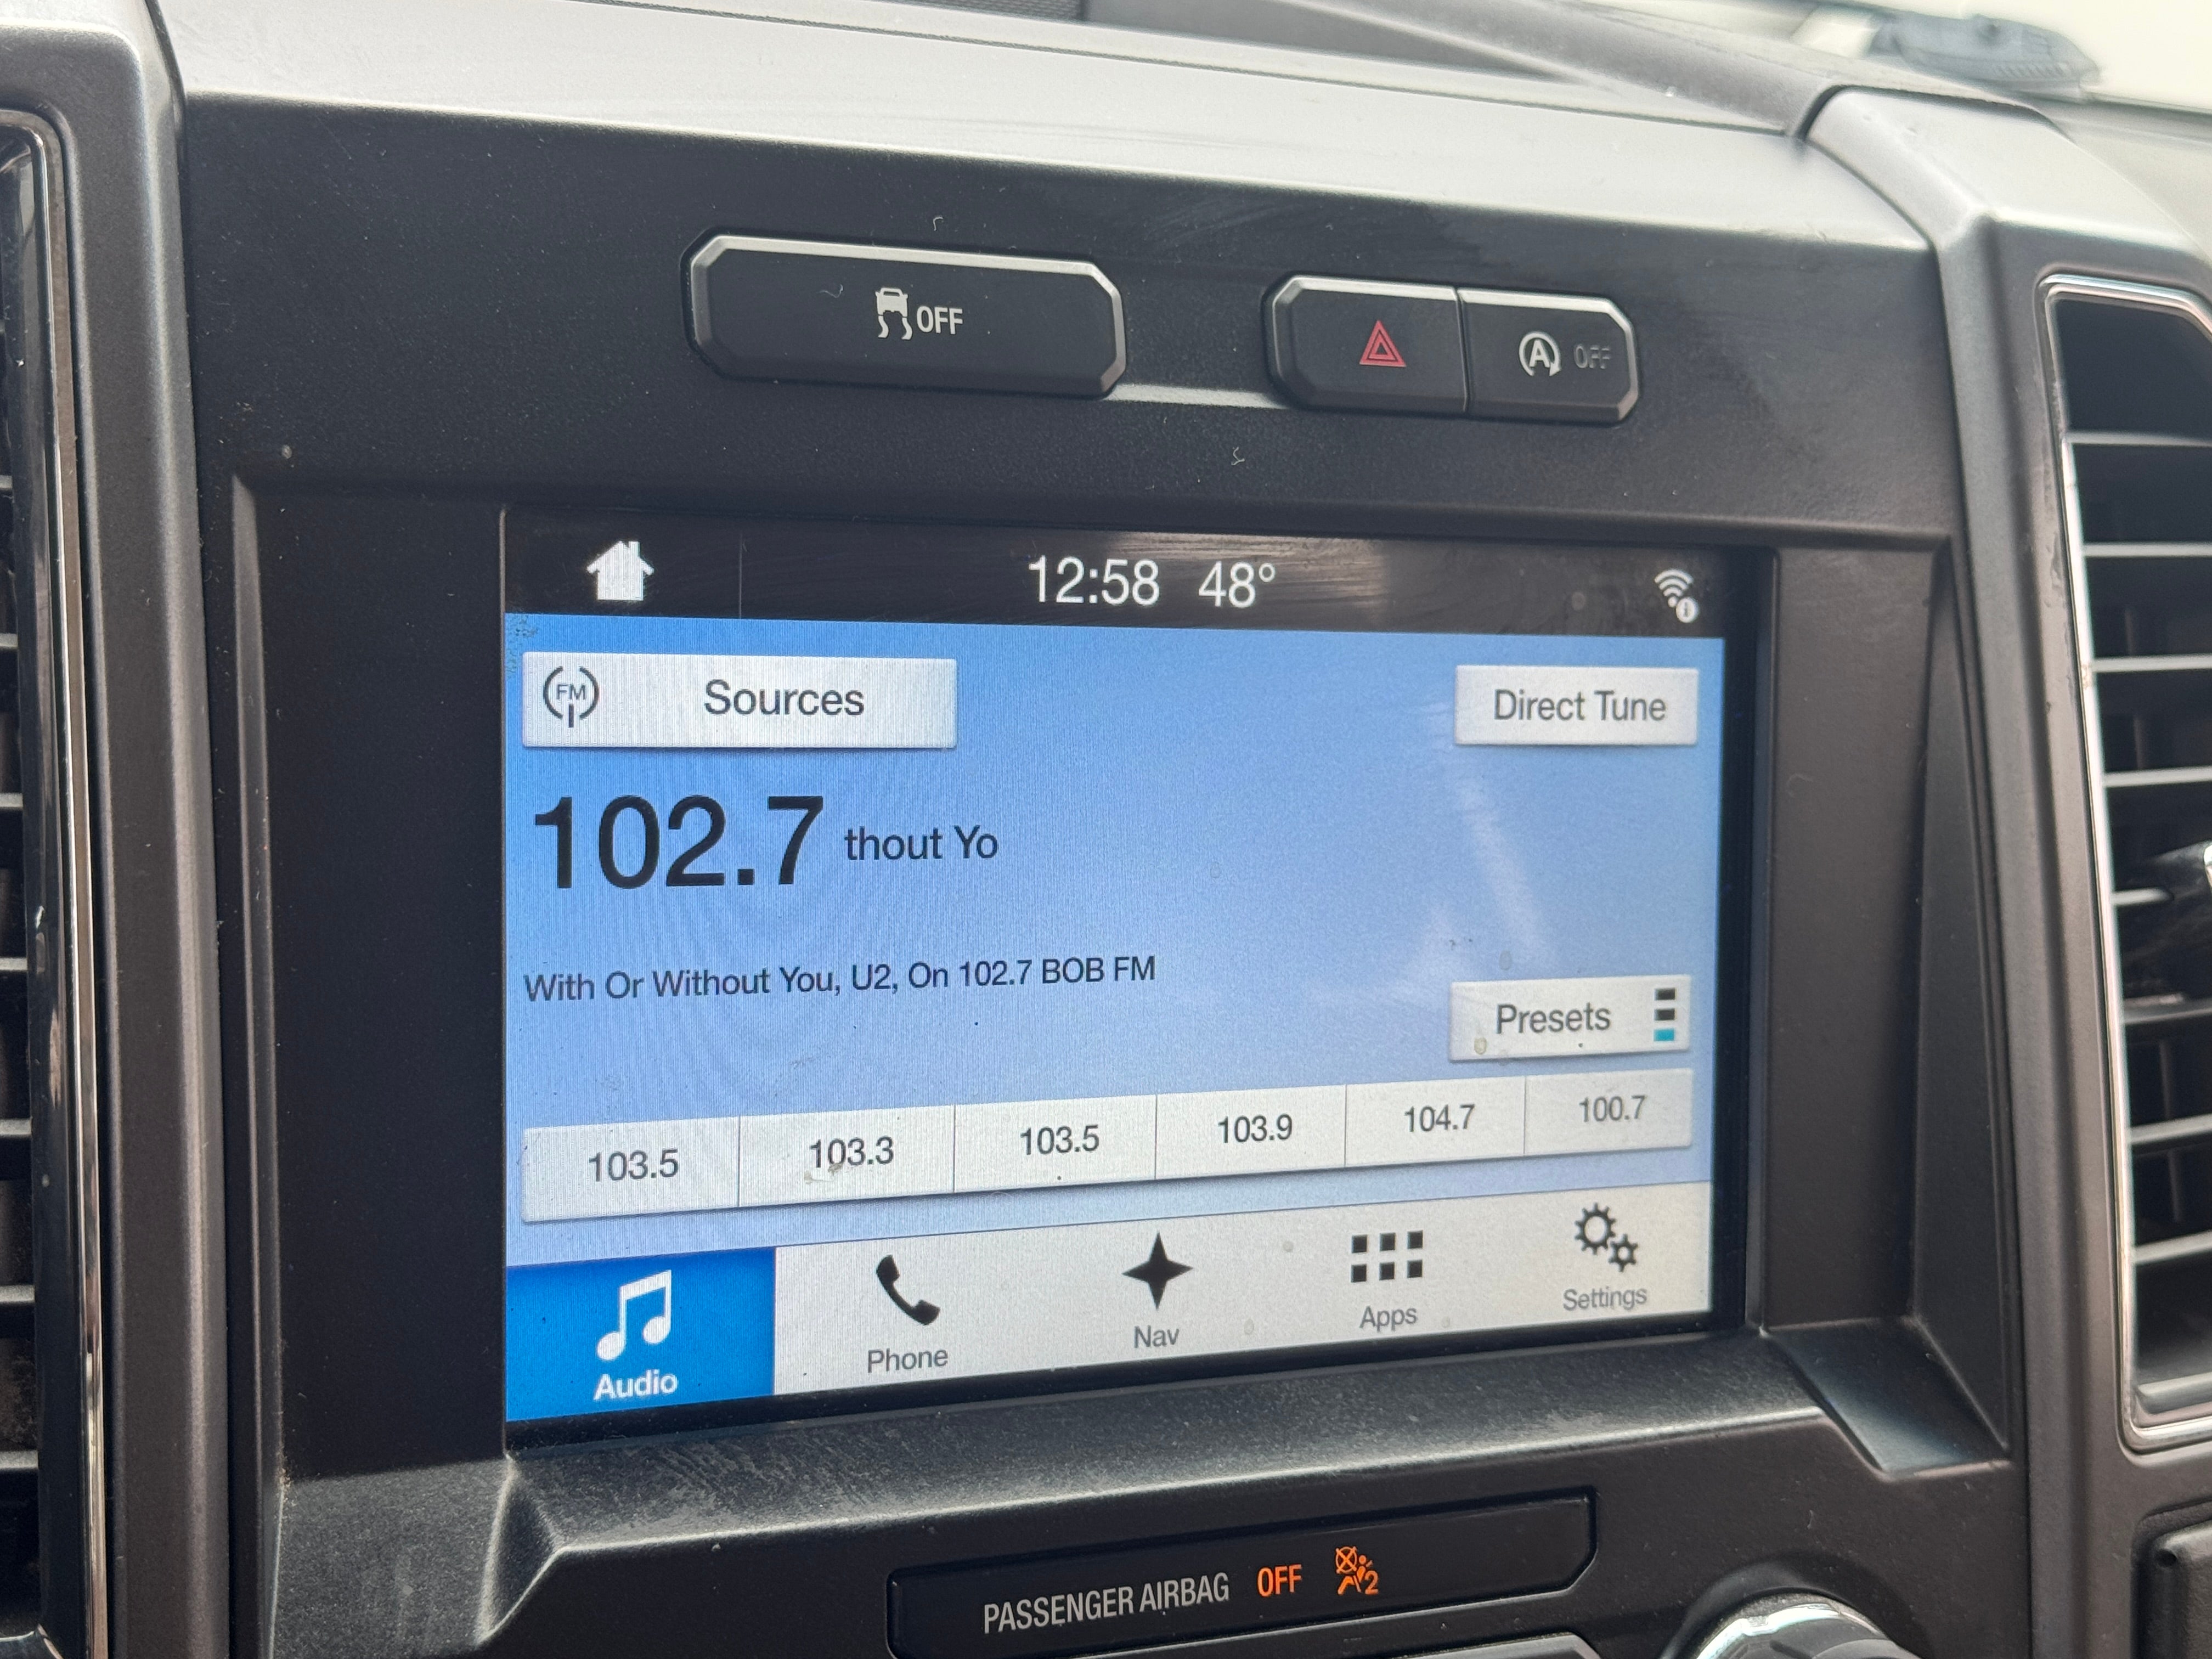 OFF
A OFF
12:58 48°
FM Sources
Direct Tune
102.7 thout Yo
With Or Without You, U2, On 102.7 BOB FM
Presets
103.5 103.3 103.5 103.9 104.7 100.7
Audio Phone Nav Apps Settings
PASSENGER AIRBAG OFF 2